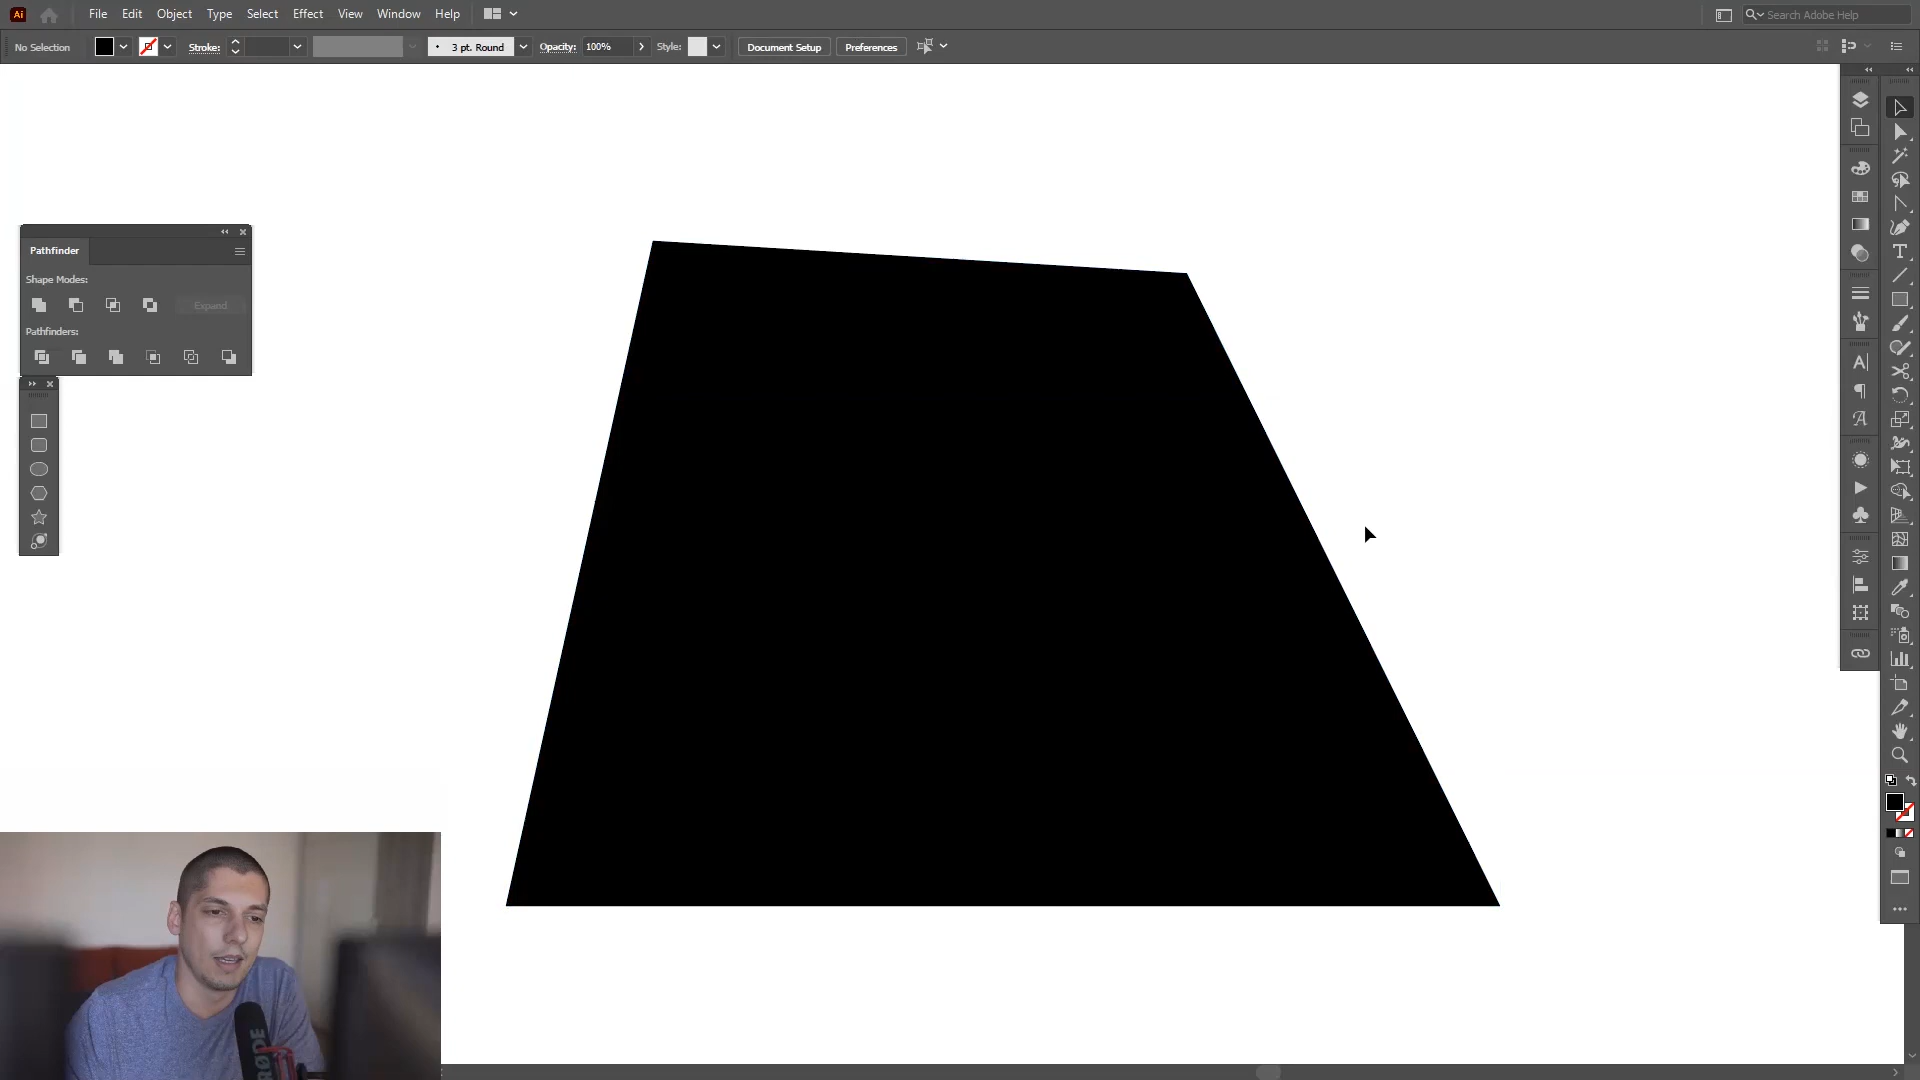 Ai File Edit Object Type Select Effect View Window Help Search Adobe Help
No Selection Stroke: 3 pt. Round Opacity: 100% Style: Document Setup Preferences
Pathfinder
Shape Modes:
Expand
Pathfinders:
RØDE